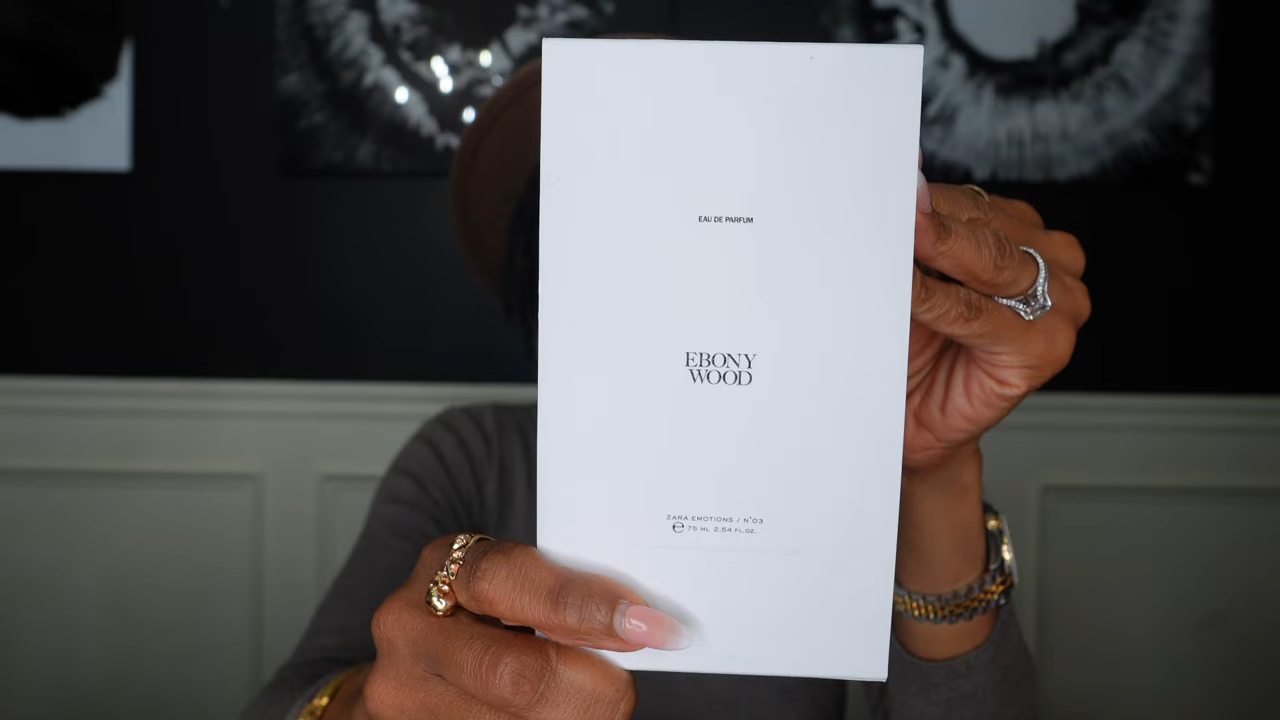 EAU DE PARFUM
EBONY
WOOD
ZARA EMOTIONS / N°03
℮ 75 ML 2.54 FL.OZ.